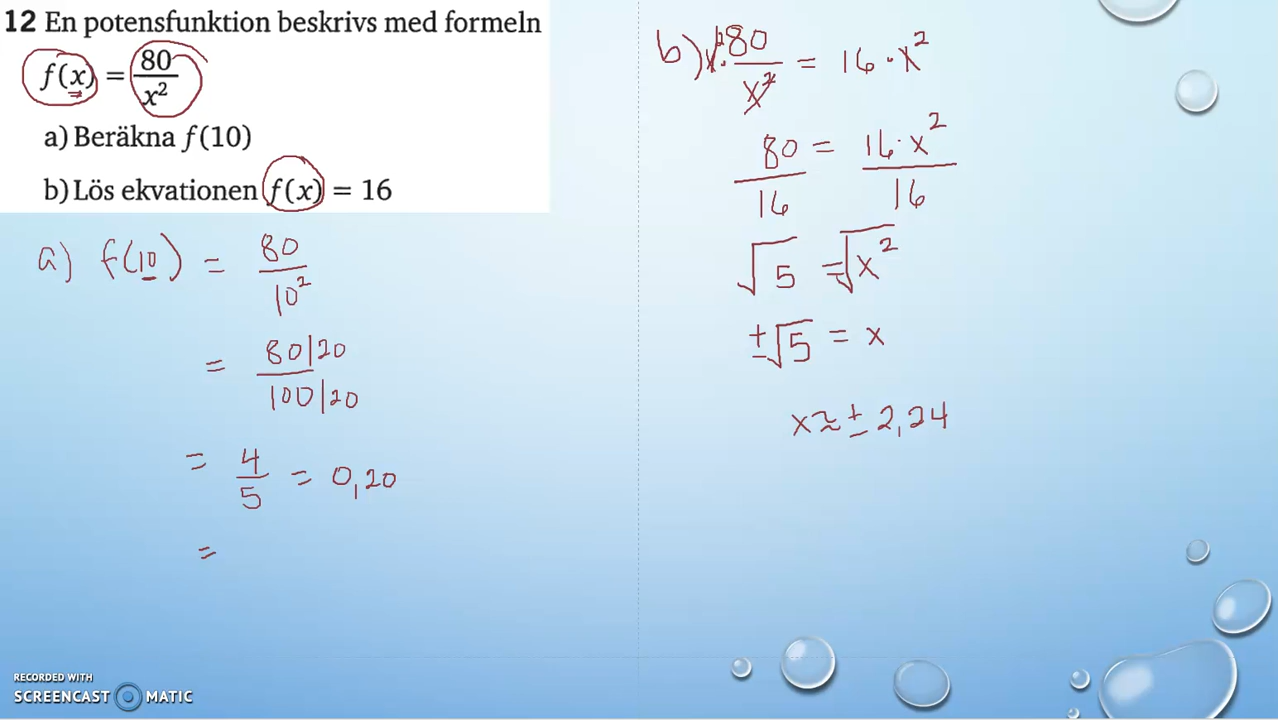 12 En potensfunktion beskrivs med formeln
f(x) = 80/x²
a) Beräkna f(10)
b) Lös ekvationen f(x) = 16
a) f(10) = 80/10²
= 80|20 / 100|20
= 4/5 = 0,20
=
b) x²· 80/x² = 16 · x²
80/16 = 16·x²/16
√5 = √x²
±√5 = x
x ≈ ± 2,24
RECORDED WITH
SCREENCAST MATIC